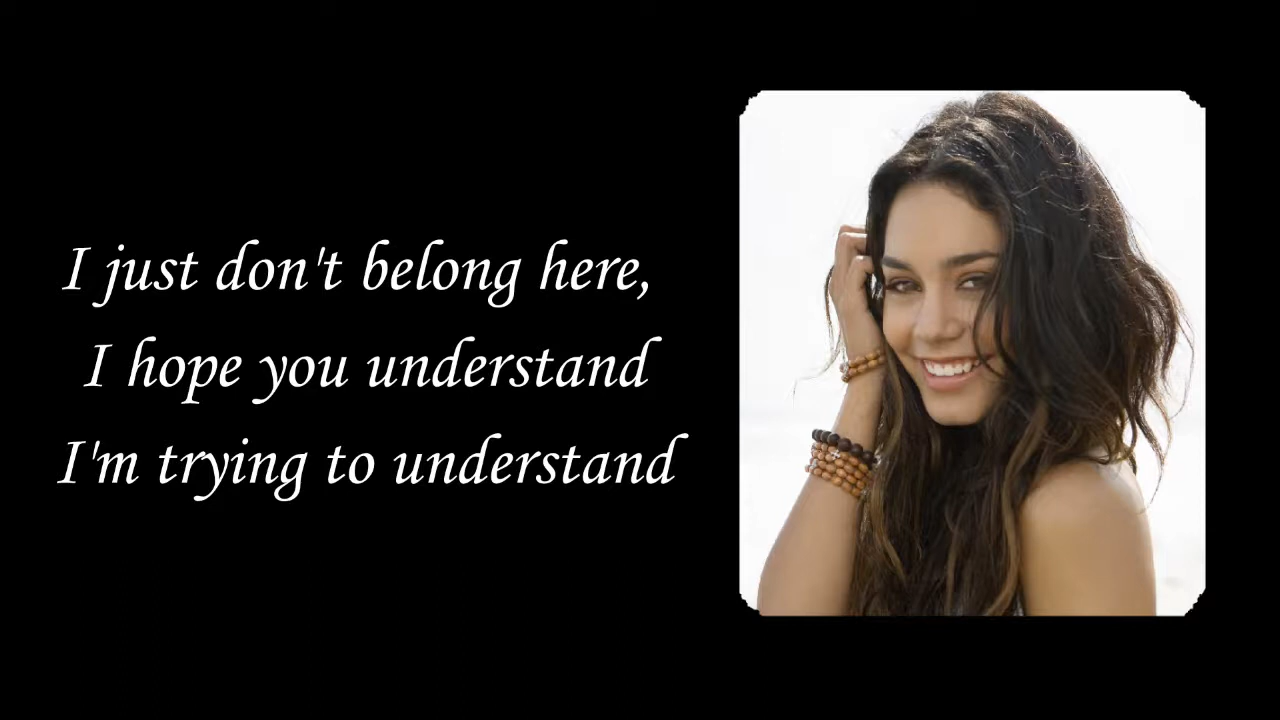 I just don't belong here,
I hope you understand
I'm trying to understand